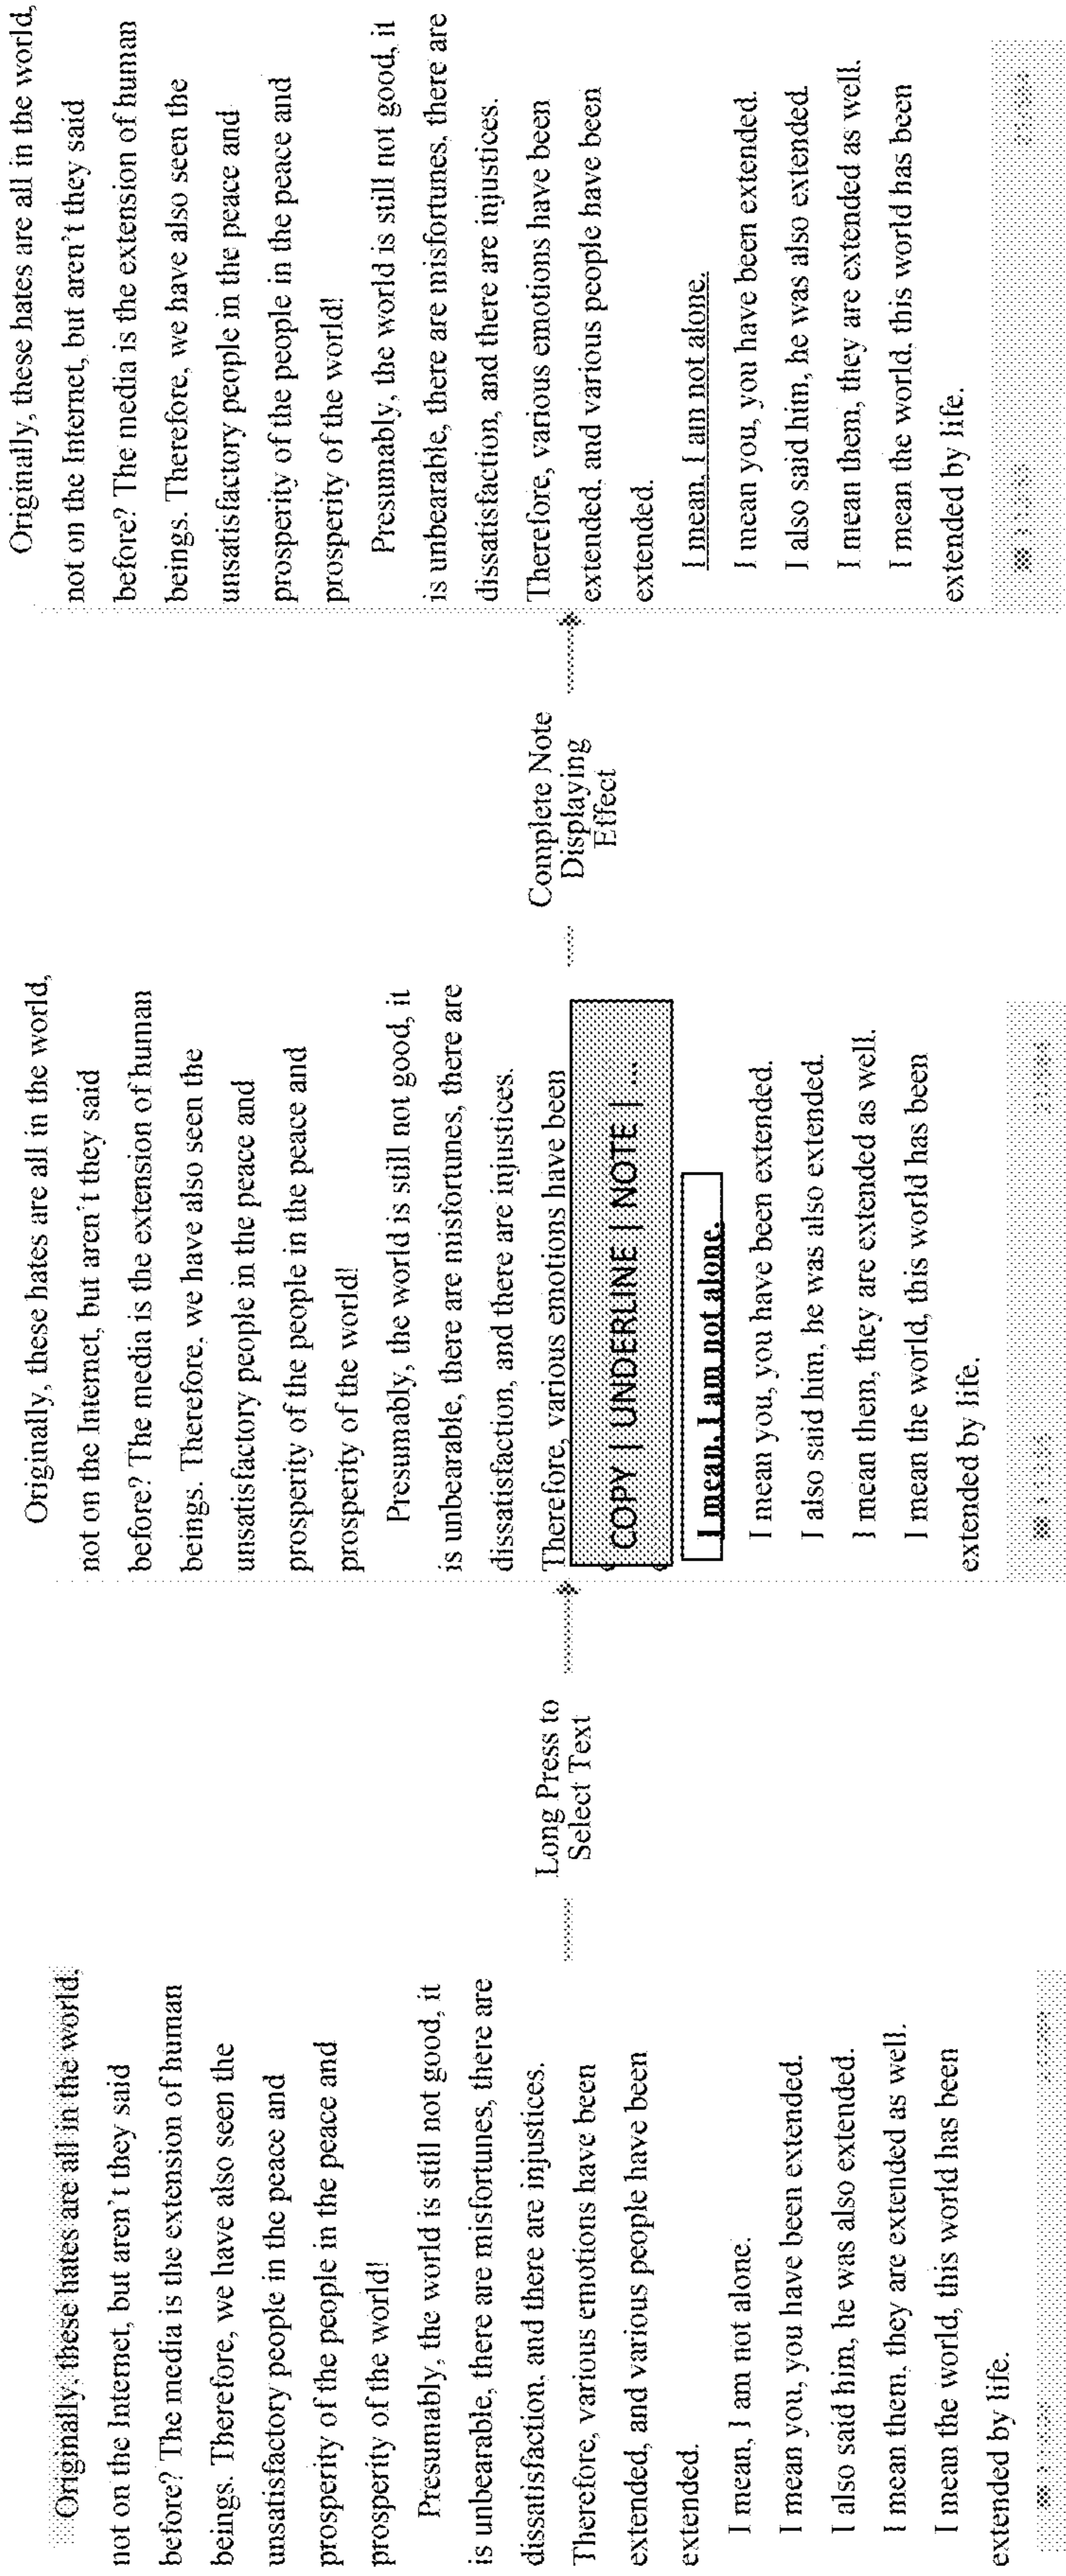 Originally, these hates are all in the world,
not on the Internet, but aren't they said
before? The media is the extension of human
beings. Therefore, we have also seen the
unsatisfactory people in the peace and
prosperity of the people in the peace and
prosperity of the world!
Presumably, the world is still not good, it
is unbearable, there are misfortunes, there are
dissatisfaction, and there are injustices.
Therefore, various emotions have been
extended, and various people have been
extended.
I mean, I am not alone.
I mean you, you have been extended.
I also said him, he was also extended.
I mean them, they are extended as well.
I mean the world, this world has been
extended by life.
Long Press to
Select Text
Originally, these hates are all in the world,
not on the Internet, but aren't they said
before? The media is the extension of human
beings. Therefore, we have also seen the
unsatisfactory people in the peace and
prosperity of the people in the peace and
prosperity of the world!
Presumably, the world is still not good, it
is unbearable, there are misfortunes, there are
dissatisfaction, and there are injustices.
Therefore, various emotions have been
COPY | UNDERLINE | NOTE | ...
I mean, I am not alone.
I mean you, you have been extended.
I also said him, he was also extended.
I mean them, they are extended as well.
I mean the world, this world has been
extended by life.
Complete Note
Displaying
Effect
Originally, these hates are all in the world,
not on the Internet, but aren't they said
before? The media is the extension of human
beings. Therefore, we have also seen the
unsatisfactory people in the peace and
prosperity of the people in the peace and
prosperity of the world!
Presumably, the world is still not good, it
is unbearable, there are misfortunes, there are
dissatisfaction, and there are injustices.
Therefore, various emotions have been
extended, and various people have been
extended.
I mean, I am not alone.
I mean you, you have been extended.
I also said him, he was also extended.
I mean them, they are extended as well.
I mean the world, this world has been
extended by life.